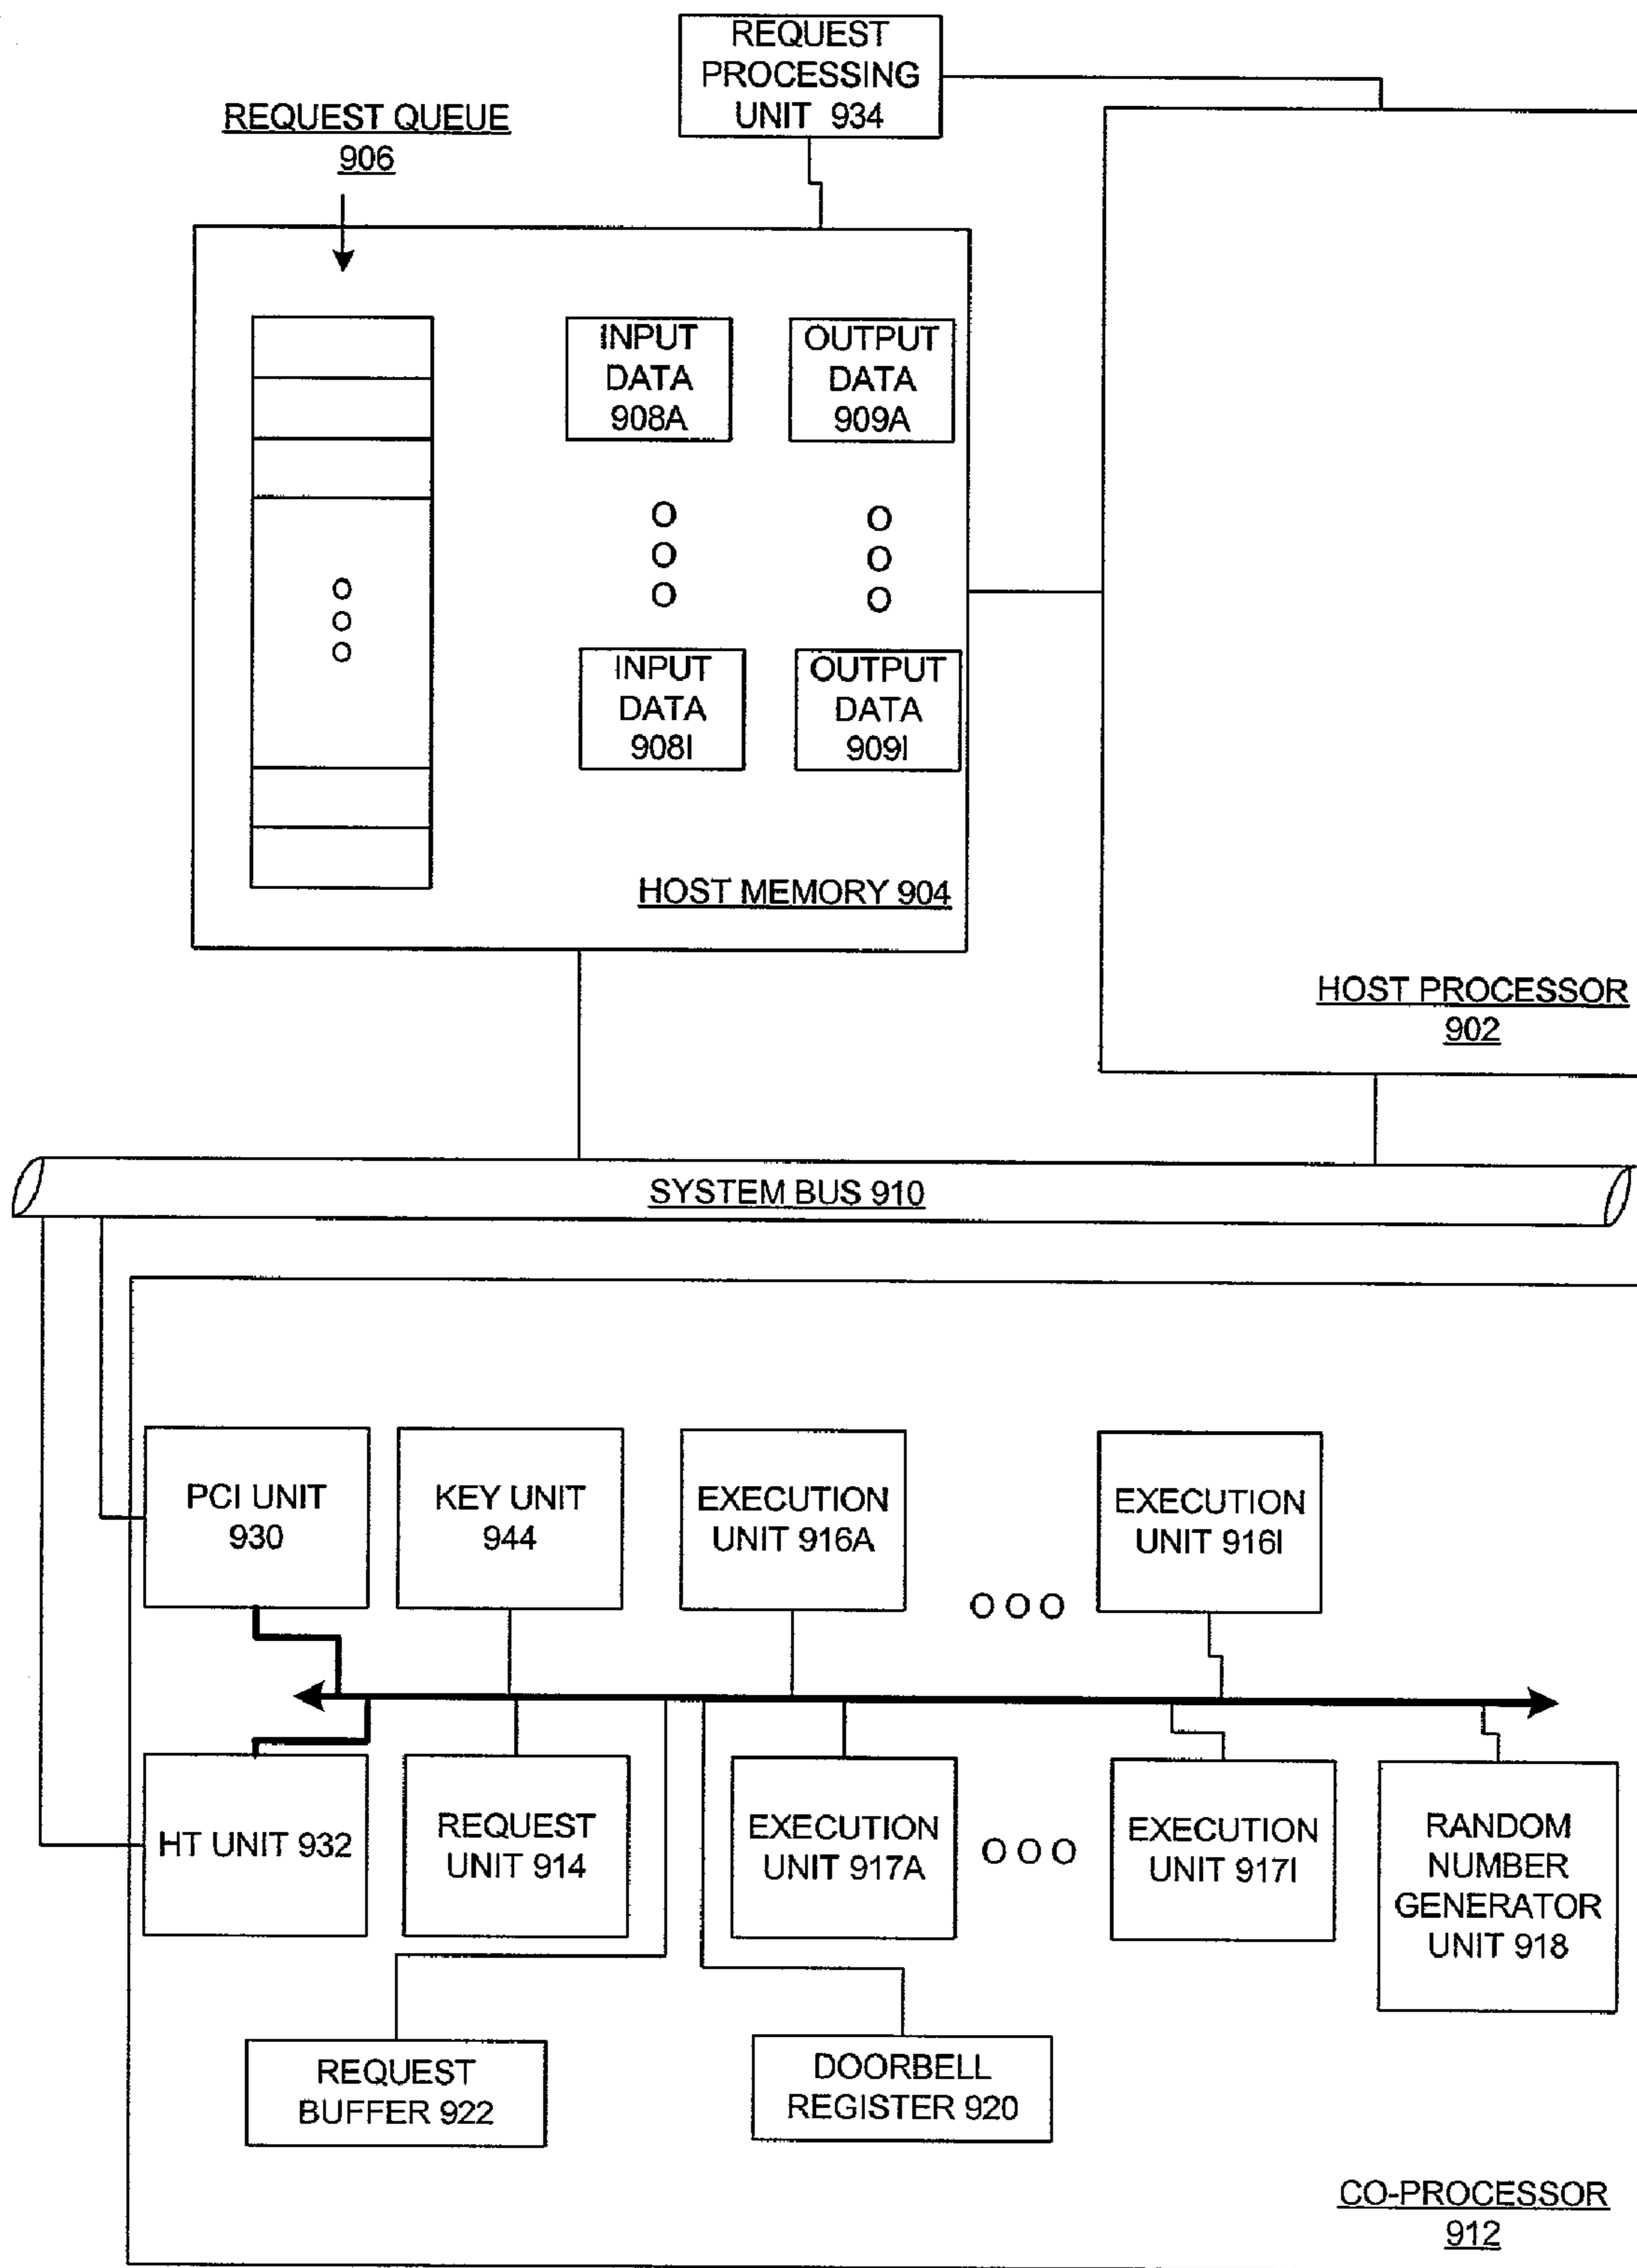 REQUEST
PROCESSING
UNIT 934
REQUEST QUEUE
906
INPUT
DATA
908A
OUTPUT
DATA
909A
INPUT
DATA
908I
OUTPUT
DATA
909I
HOST MEMORY 904
HOST PROCESSOR
902
SYSTEM BUS 910
PCI UNIT
930
KEY UNIT
944
EXECUTION
UNIT 916A
EXECUTION
UNIT 916I
HT UNIT 932
REQUEST
UNIT 914
EXECUTION
UNIT 917A
EXECUTION
UNIT 917I
RANDOM
NUMBER
GENERATOR
UNIT 918
REQUEST
BUFFER 922
DOORBELL
REGISTER 920
CO-PROCESSOR
912